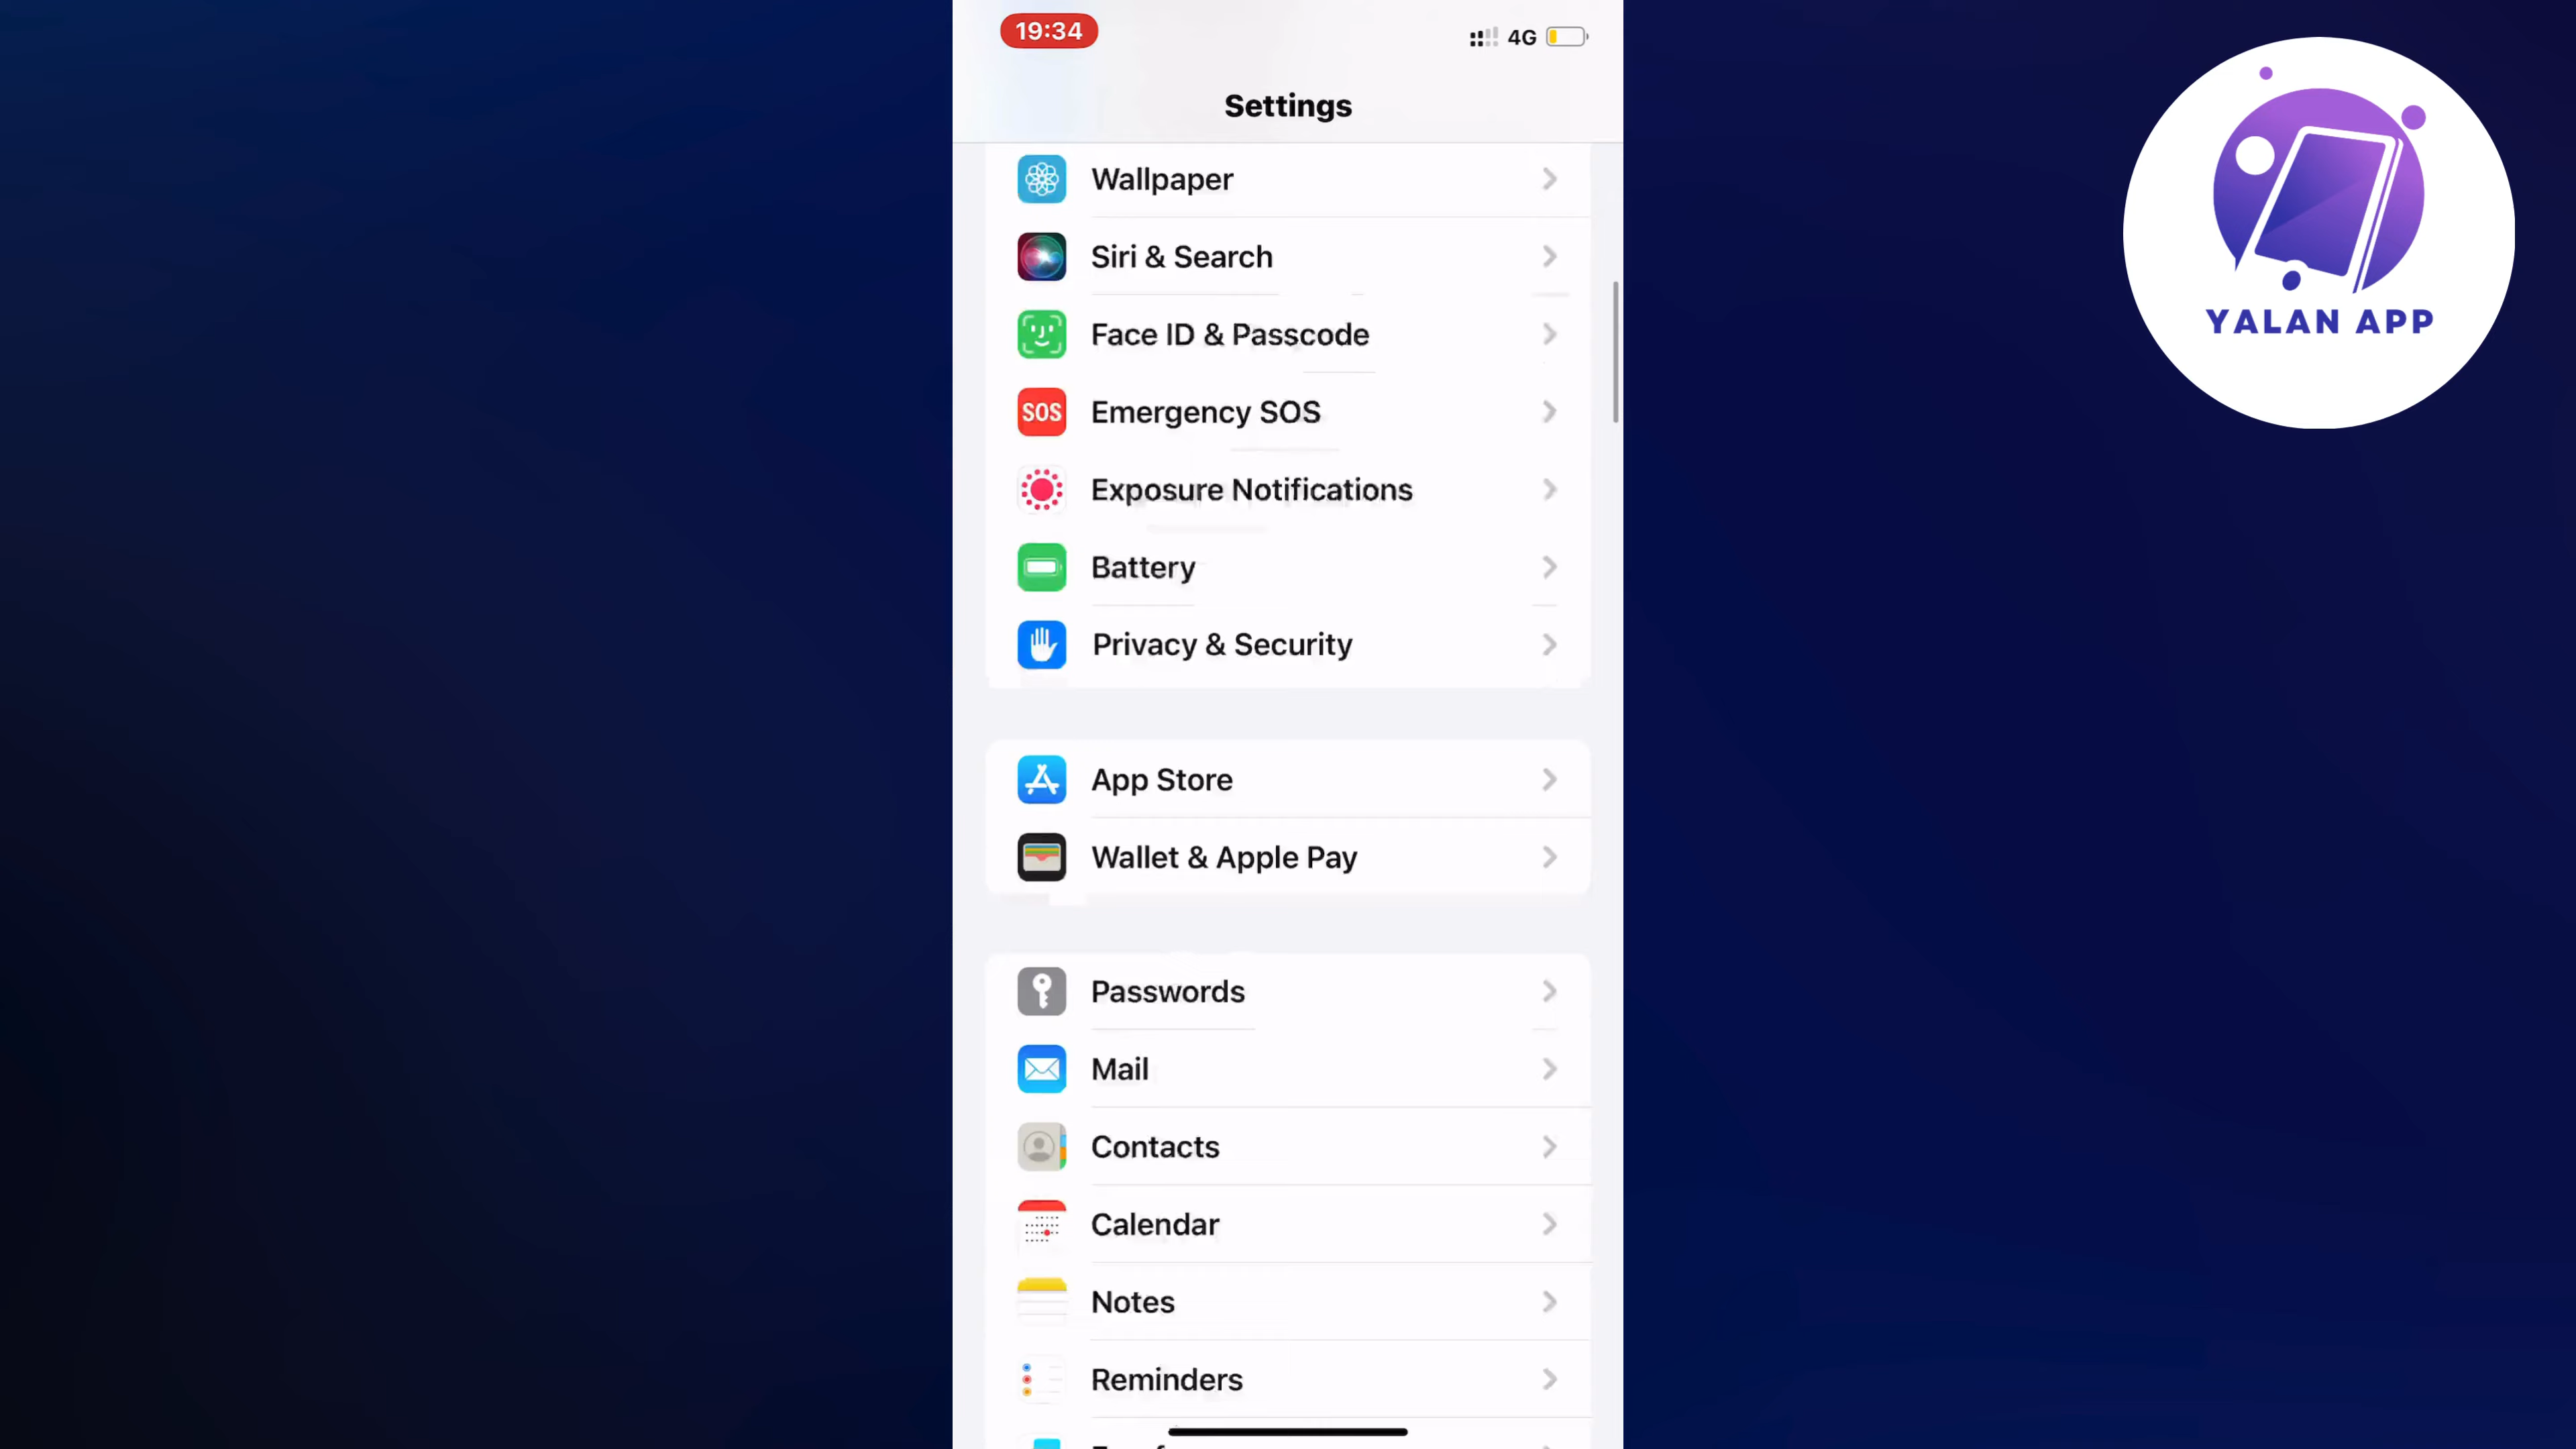 19:34
4G
Settings
Wallpaper
Siri & Search
Face ID & Passcode
SOS
Emergency SOS
Exposure Notifications
Battery
Privacy & Security
App Store
Wallet & Apple Pay
Passwords
Mail
Contacts
Calendar
Notes
Reminders
YALAN APP